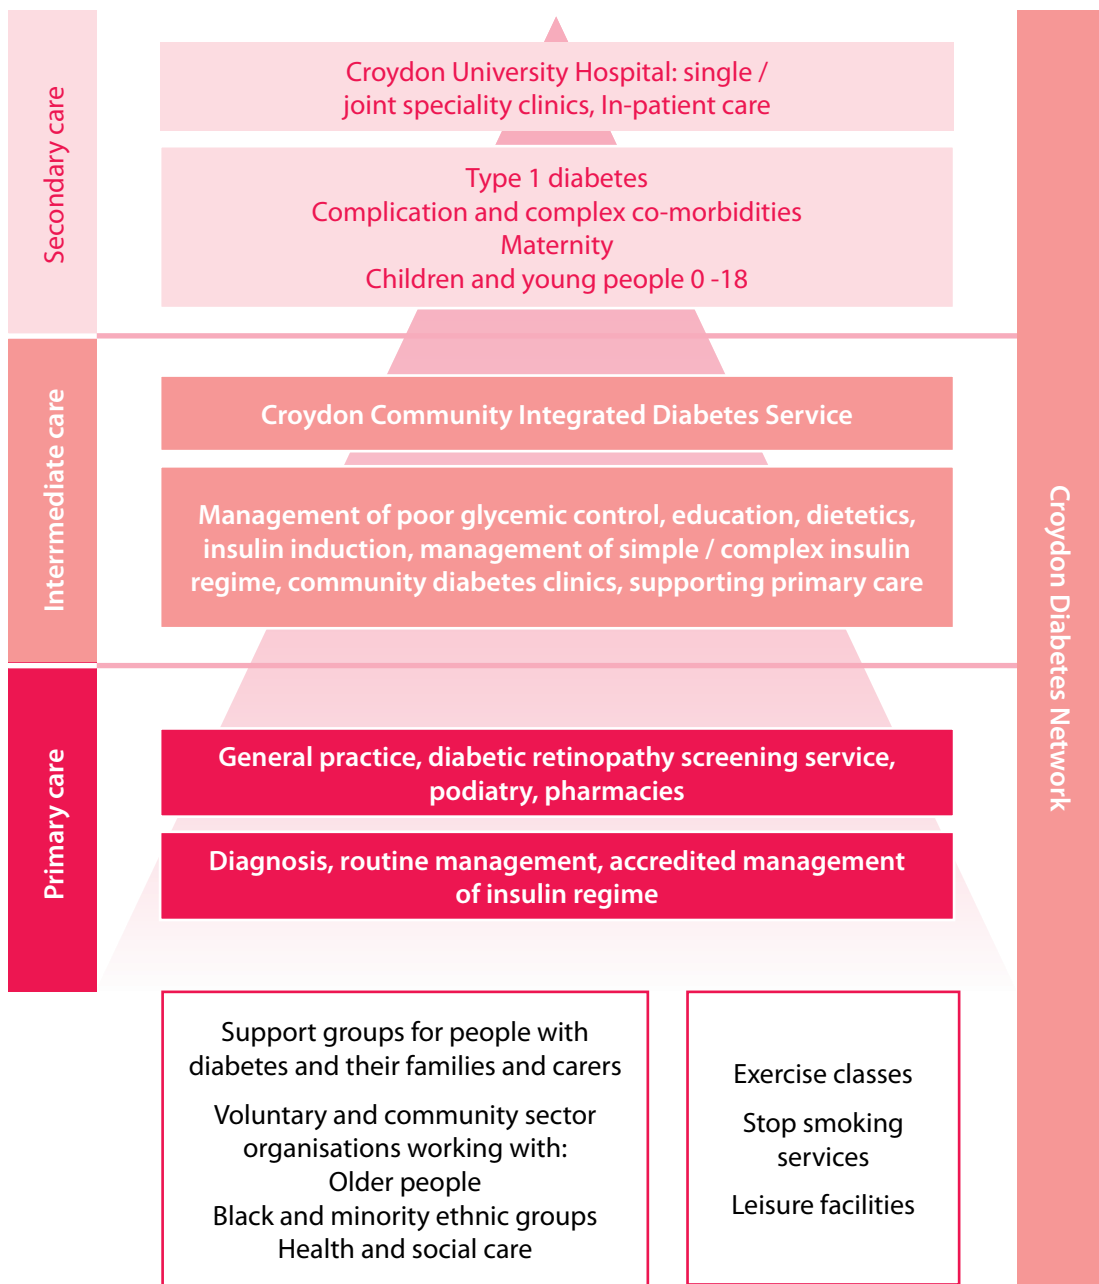 Secondary care
Croydon University Hospital: single /
joint speciality clinics, In-patient care
Type 1 diabetes
Complication and complex co-morbidities
Maternity
Children and young people 0 -18
Interrmediate care
Croydon Community Integrated Diabetes Service
Management of poor glycemic control, education, dietetics,
insulin induction, management of simple / complex insulin
regime, community diabetes clinics, supporting primary care
Primary care
General practice, diabetic retinopathy screening service,
podiatry, pharmacies
Diagnosis, routine management, accredited management
of insulin regime
Support groups for people with
diabetes and their families and carers
Voluntary and community sector
organisations working with:
Older people
Black and minority ethnic groups
Health and social care
Exercise classes
Stop smoking
services
Leisure facilities
Croydon Diabetes Network